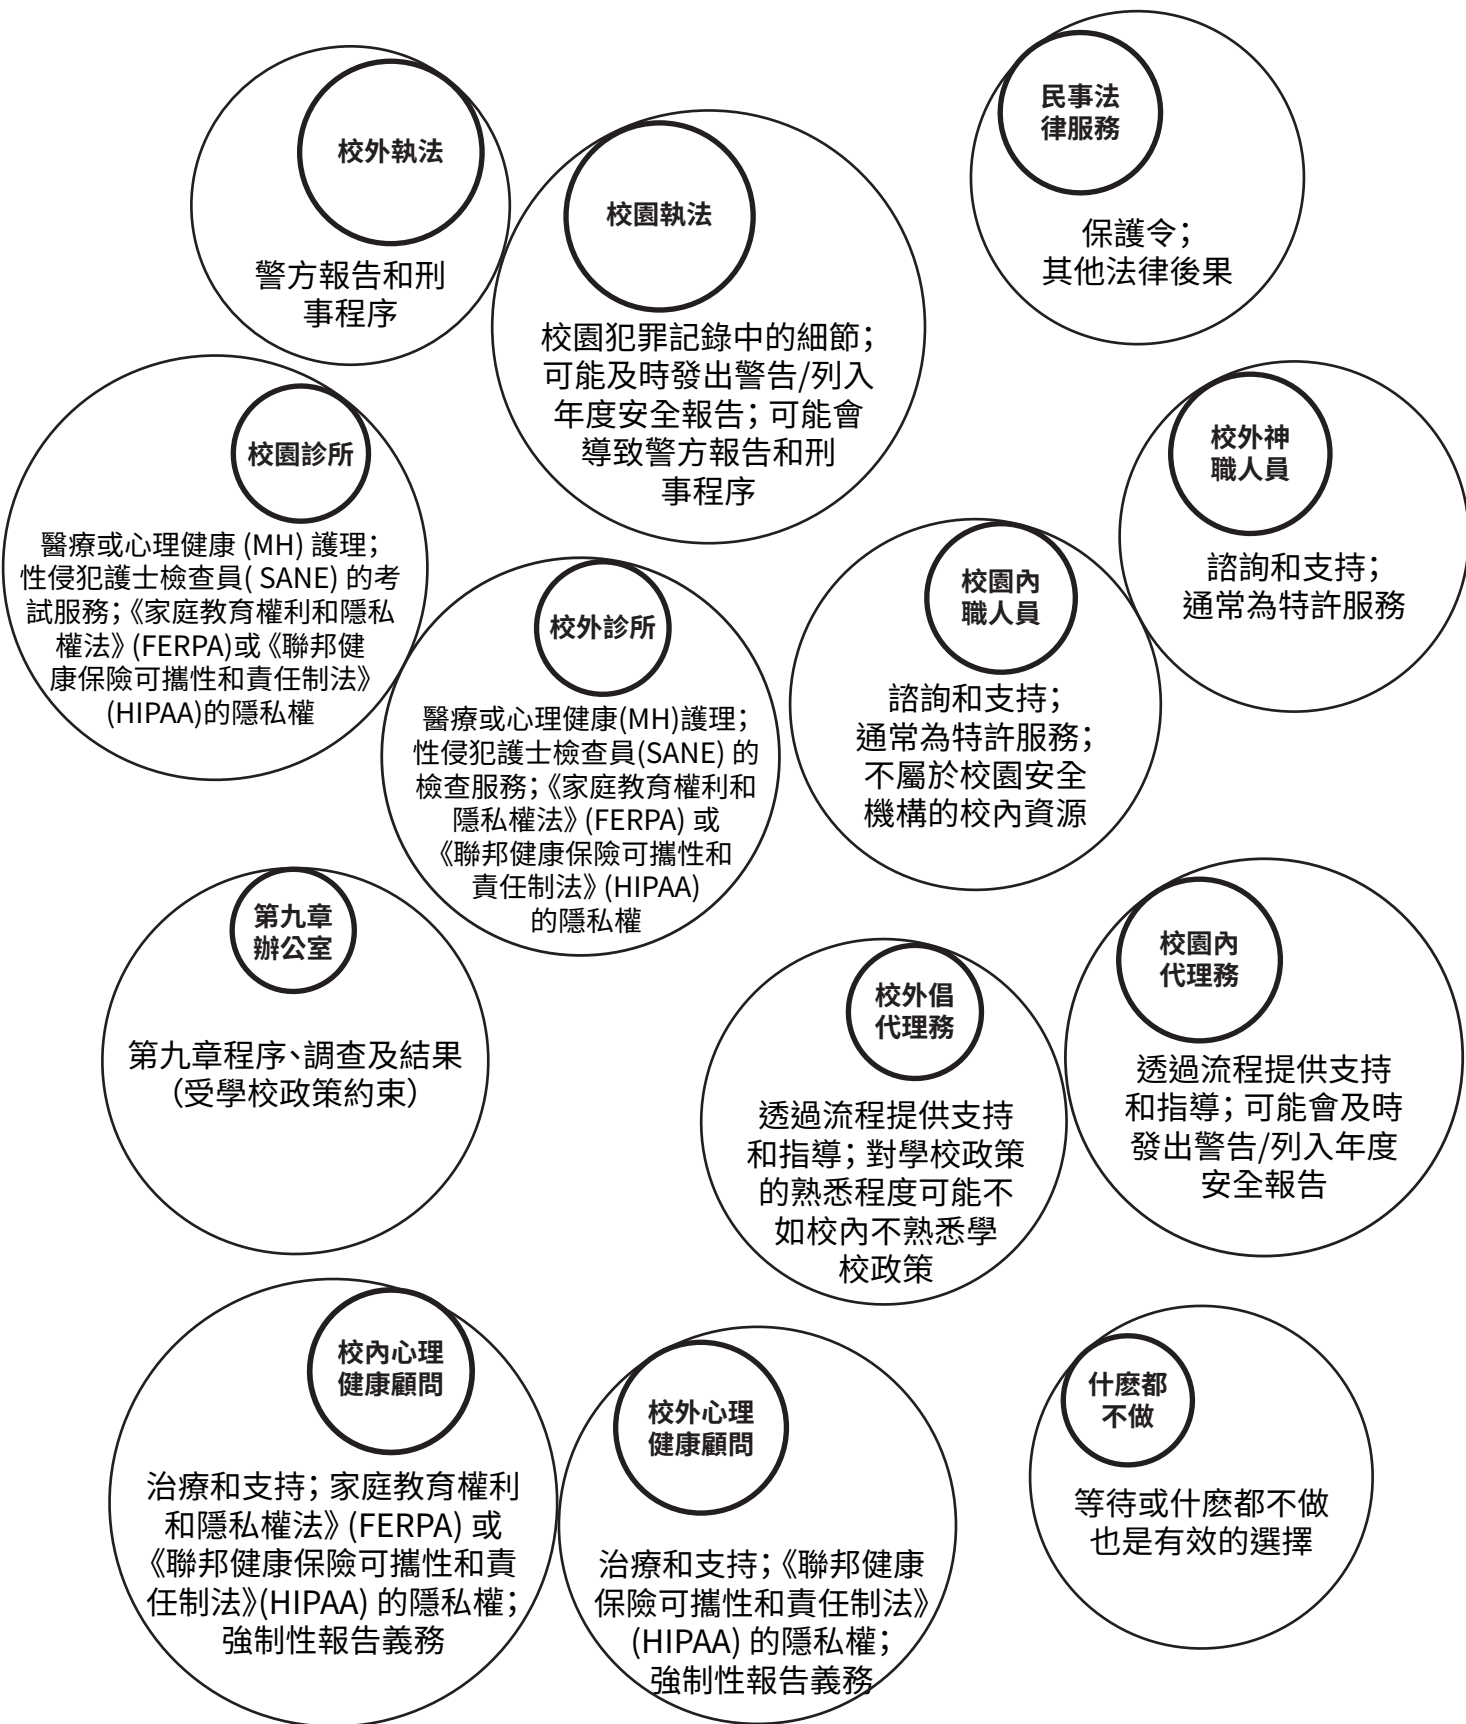 校外執法
警方報告和刑
事程序
校園執法
校園犯罪記錄中的細節；
可能及時發出警告/列入
年度安全報告；可能會
導致警方報告和刑
事程序
民事法
律服務
保護令；
其他法律後果
校園診所
醫療或心理健康 (MH) 護理；
性侵犯護士檢查員( SANE) 的考
試服務；《家庭教育權利和隱私
權法》(FERPA)或《聯邦健
康保險可攜性和責任制法》
(HIPAA)的隱私權
校外診所
醫療或心理健康(MH)護理；
性侵犯護士檢查員(SANE) 的
檢查服務；《家庭教育權利和
隱私權法》(FERPA) 或
《聯邦健康保險可攜性和
責任制法》(HIPAA)
的隱私權
校園內
職人員
諮詢和支持；
通常為特許服務；
不屬於校園安全
機構的校內資源
校外神
職人員
諮詢和支持；
通常為特許服務
第九章
辦公室
第九章程序、調查及結果
（受學校政策約束）
校外倡
代理務
透過流程提供支持
和指導；對學校政策
的熟悉程度可能不
如校內不熟悉學
校政策
校園內
代理務
透過流程提供支持
和指導；可能會及時
發出警告/列入年度
安全報告
校內心理
健康顧問
治療和支持；家庭教育權利
和隱私權法》(FERPA) 或
《聯邦健康保險可攜性和責
任制法》(HIPAA) 的隱私權；
強制性報告義務
校外心理
健康顧問
治療和支持；《聯邦健康
保險可攜性和責任制法》
(HIPAA) 的隱私權；
強制性報告義務
什麽都
不做
等待或什麽都不做
也是有效的選擇